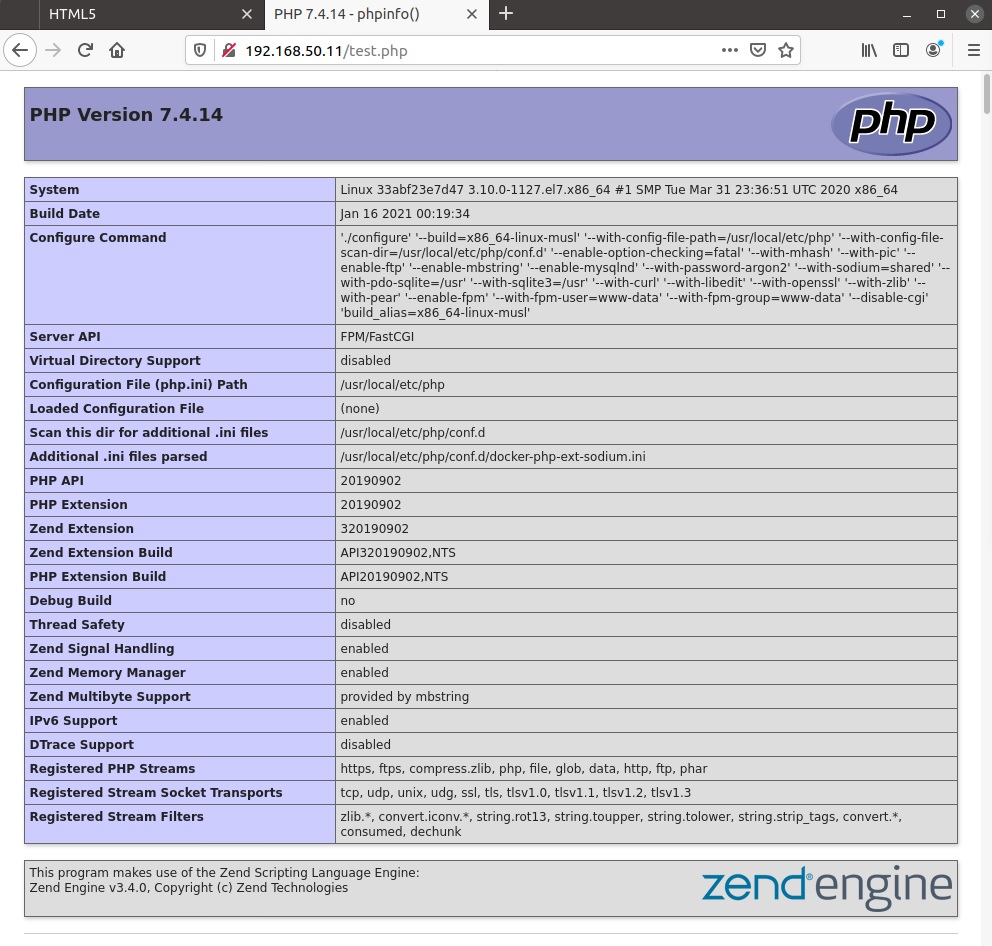 HTML5
PHP 7.4.14 - phpinfo()
192.168.50.11/test.php
PHP Version 7.4.14
php
System Linux 33abf23e7d47 3.10.0-1127.el7.x86_64 #1 SMP Tue Mar 31 23:36:51 UTC 2020 x86_64
Build Date Jan 16 2021 00:19:34
Configure Command './configure' '--build=x86_64-linux-musl' '--with-config-file-path=/usr/local/etc/php' '--with-config-file-
scan-dir=/usr/local/etc/php/conf.d' '--enable-option-checking=fatal' '--with-mhash' '--with-pic' '--
enable-ftp' '--enable-mbstring' '--enable-mysqlnd' '--with-password-argon2' '--with-sodium=shared' '--
with-pdo-sqlite=/usr' '--with-sqlite3=/usr' '--with-curl' '--with-libedit' '--with-openssl' '--with-zlib' '--
with-pear' '--enable-fpm' '--with-fpm-user=www-data' '--with-fpm-group=www-data' '--disable-cgi'
'build_alias=x86_64-linux-musl'
Server API FPM/FastCGI
Virtual Directory Support disabled
Configuration File (php.ini) Path /usr/local/etc/php
Loaded Configuration File (none)
Scan this dir for additional .ini files /usr/local/etc/php/conf.d
Additional .ini files parsed /usr/local/etc/php/conf.d/docker-php-ext-sodium.ini
PHP API 20190902
PHP Extension 20190902
Zend Extension 320190902
Zend Extension Build API320190902,NTS
PHP Extension Build API20190902,NTS
Debug Build no
Thread Safety disabled
Zend Signal Handling enabled
Zend Memory Manager enabled
Zend Multibyte Support provided by mbstring
IPv6 Support enabled
DTrace Support disabled
Registered PHP Streams https, ftps, compress.zlib, php, file, glob, data, http, ftp, phar
Registered Stream Socket Transports tcp, udp, unix, udg, ssl, tls, tlsv1.0, tlsv1.1, tlsv1.2, tlsv1.3
Registered Stream Filters zlib.*, convert.iconv.*, string.rot13, string.toupper, string.tolower, string.strip_tags, convert.*,
consumed, dechunk
This program makes use of the Zend Scripting Language Engine:
Zend Engine v3.4.0, Copyright (c) Zend Technologies
zend® engine